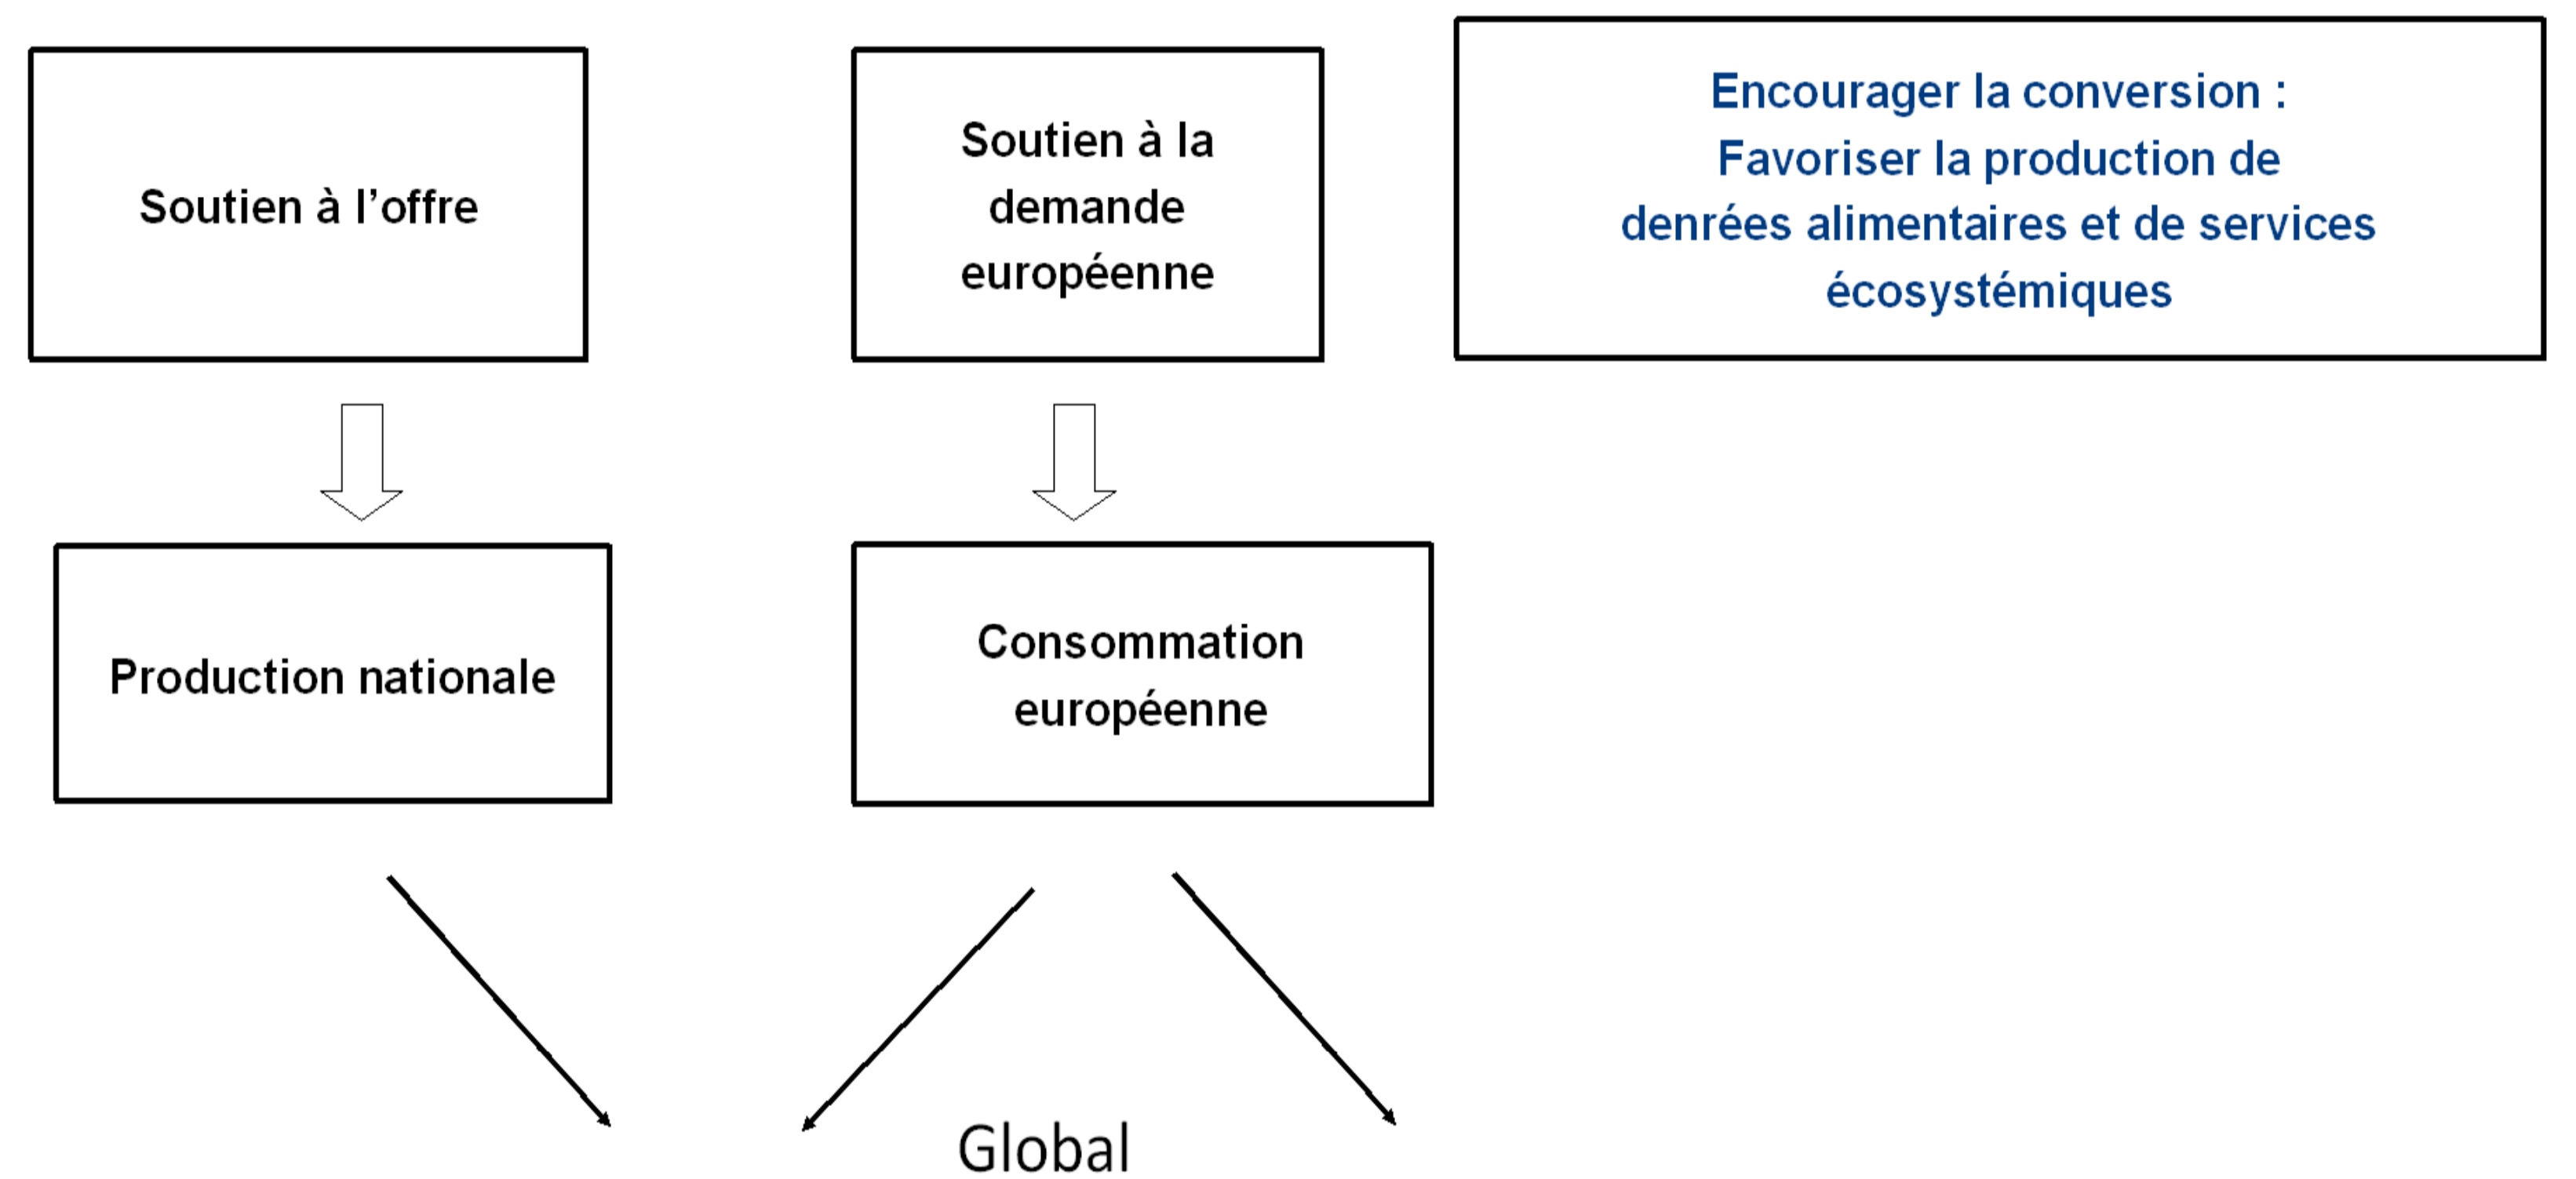 Soutien à l’offre
Soutien à la
demande
européenne
Encourager la conversion :
Favoriser la production de
denrées alimentaires et de services
écosystémiques
Production nationale
Consommation
européenne
Global